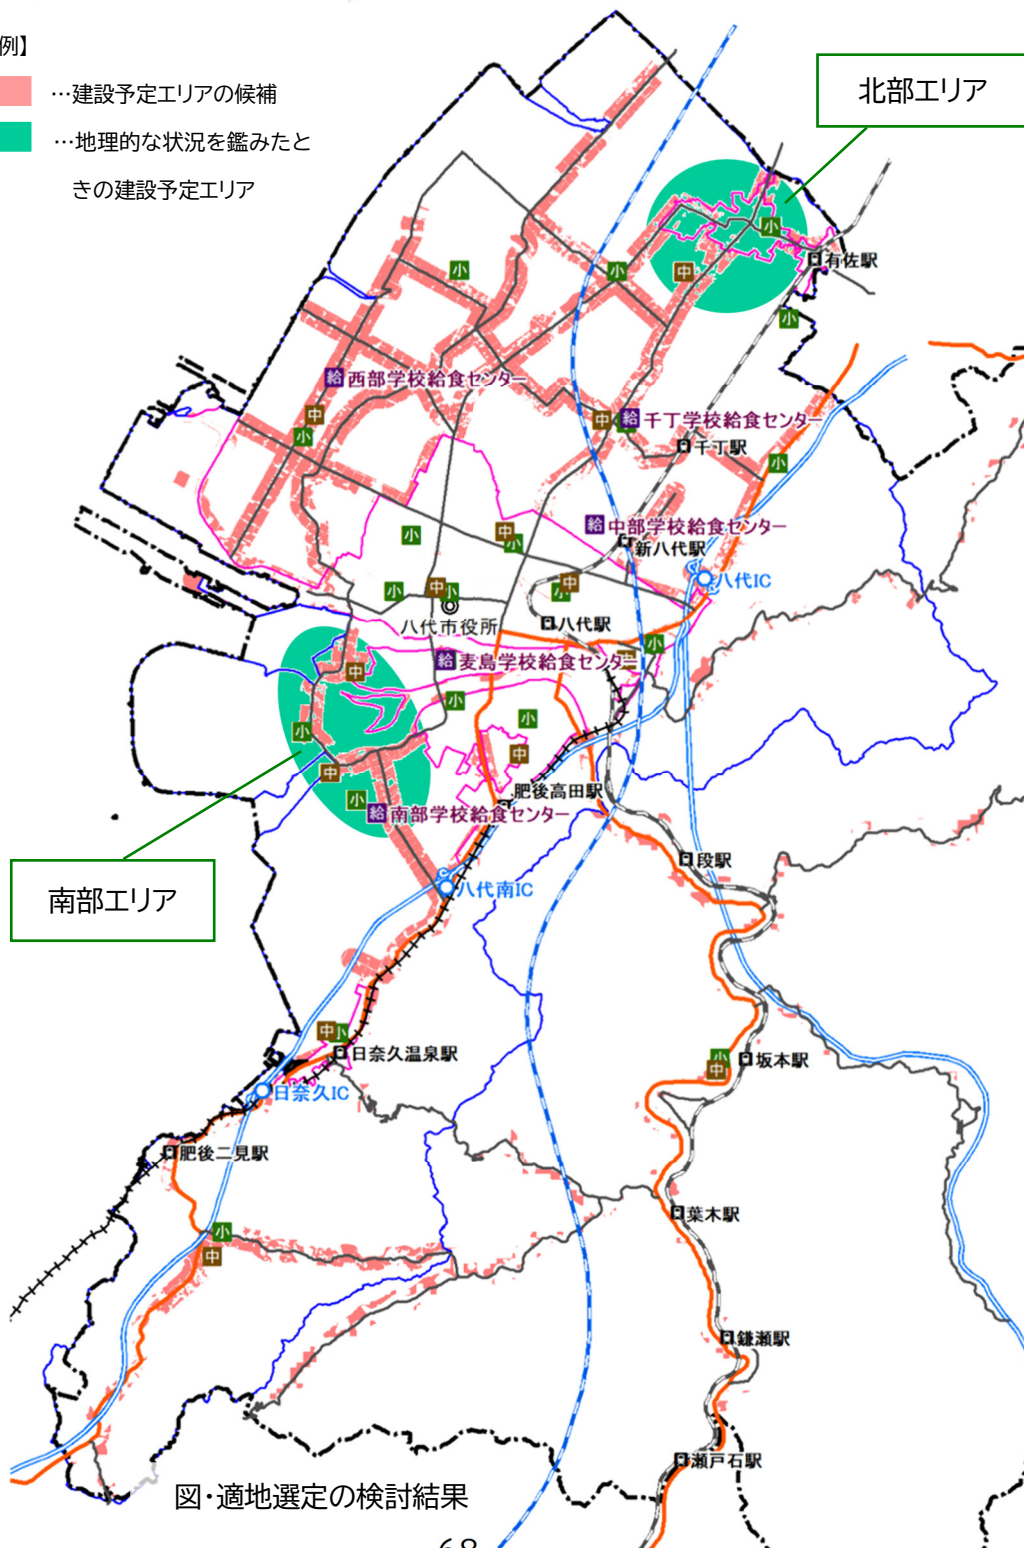 例】
…建設予定エリアの候補
…地理的な状況を鑑みたと
きの建設予定エリア
北部エリア
小
中
有佐駅
小
小
小
給 西部学校給食センター
中
小
中
給 千丁学校給食センター
千丁駅
小
給 中部学校給食センター
小
中
小
新八代駅
八代IC
小
中
小
中
小
八代市役所
八代駅
小
給 麦島学校給食センター
中
中
小
小
小
中
中
肥後高田駅
小
給 南部学校給食センター
段駅
南部エリア
八代南IC
中
小
日奈久温泉駅
小
中
坂本駅
日奈久IC
肥後二見駅
葉木駅
小
中
鎌瀬駅
瀬戸石駅
図・適地選定の検討結果
68